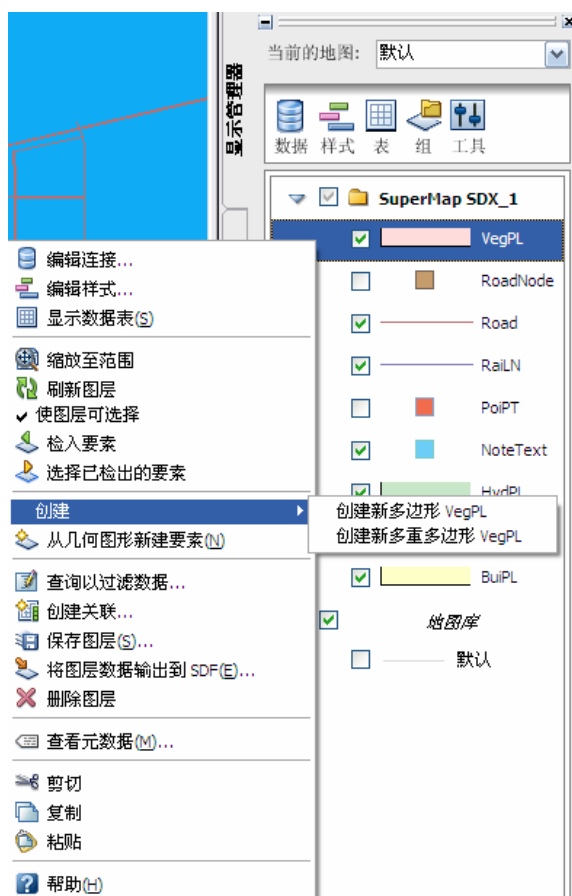 当前的地图: 默认
显示管理器
数据 样式 表 组 工具
SuperMap SDX_1
VegPL
RoadNode
Road
RaiLN
PoiPT
NoteText
HydPL
BuiPL
地图库
默认
编辑连接...
编辑样式...
显示数据表(S)
缩放至范围
刷新图层
使图层可选择
检入要素
选择已检出的要素
创建
创建新多边形 VegPL
创建新多重多边形 VegPL
从几何图形新建要素(N)
查询以过滤数据...
创建关联...
保存图层(S)...
将图层数据输出到 SDF(E)...
删除图层
查看元数据(M)...
剪切
复制
粘贴
帮助(H)